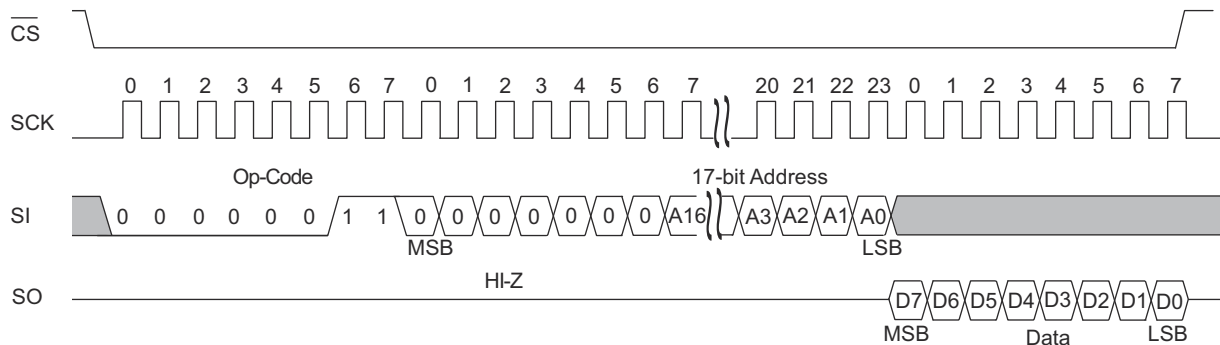 CS
0 1 2 3 4 5 6 7 0 1 2 3 4 5 6 7 20 21 22 23 0 1 2 3 4 5 6 7
SCK
Op-Code 17-bit Address
SI 0 0 0 0 0 0 1 1 0 0 0 0 0 0 0 A16 A3 A2 A1 A0
MSB LSB
HI-Z
SO D7 D6 D5 D4 D3 D2 D1 D0
MSB Data LSB